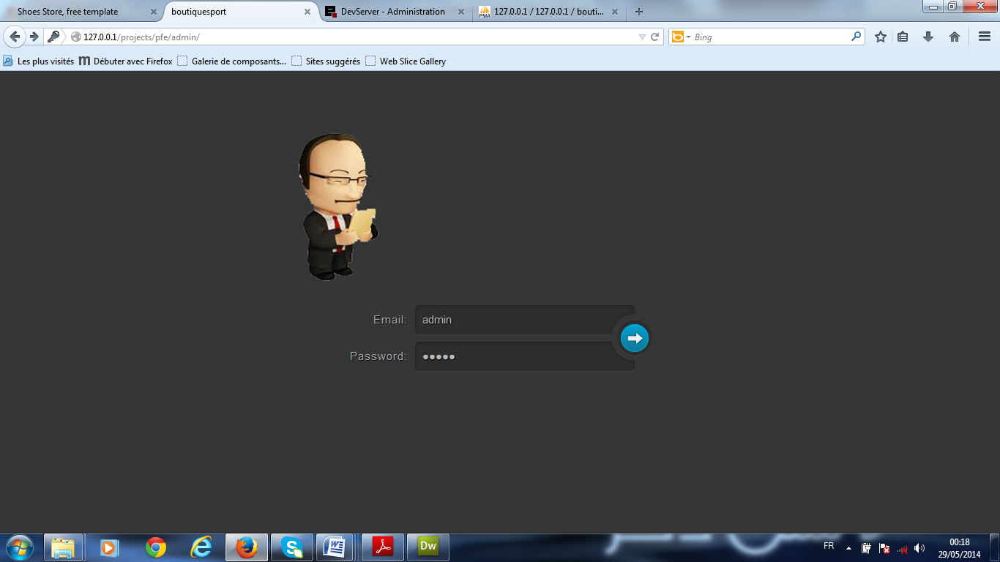 Shoes Store, free template
boutiquesport
DevServer - Administration
PMA
127.0.0.1 / 127.0.0.1 / bouti...
127.0.0.1/projects/pfe/admin/
Bing
Les plus visités
m Débuter avec Firefox
Galerie de composants...
Sites suggérés
Web Slice Gallery
Email: admin
Password: ●●●●●
Dw
FR
00:18
29/05/2014